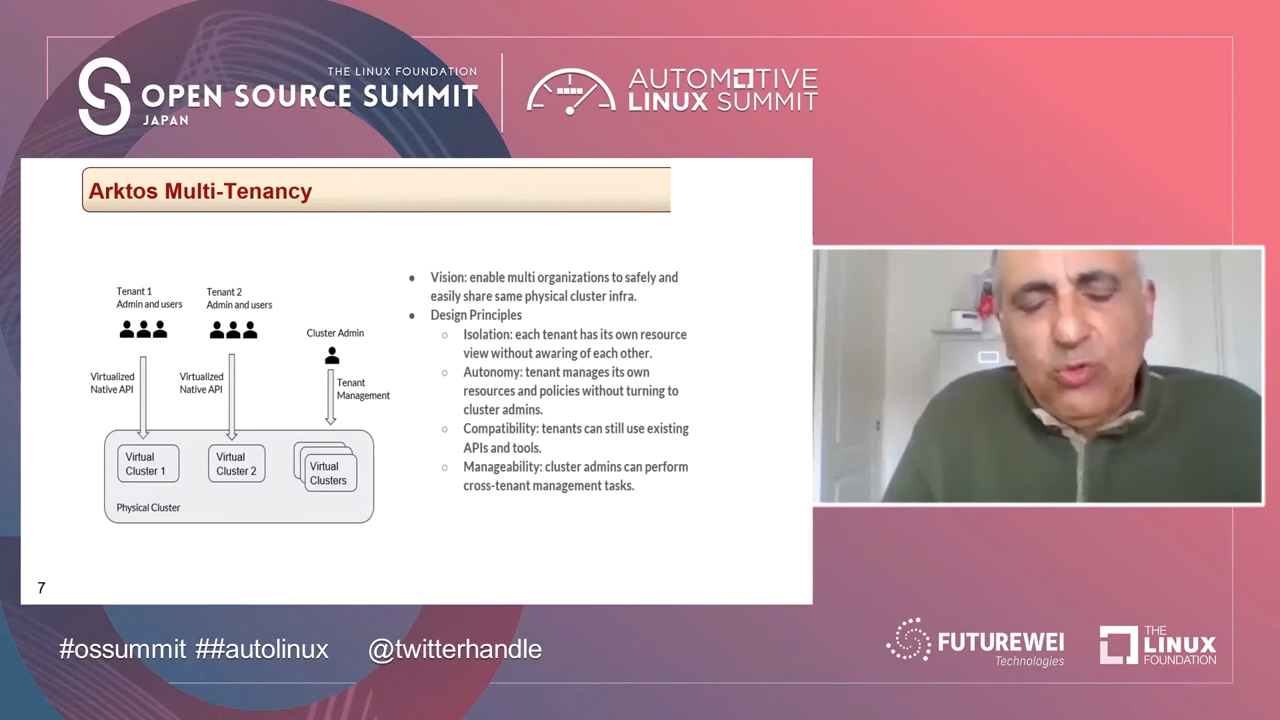 THE LINUX FOUNDATION
OPEN SOURCE SUMMIT
JAPAN
AUTOMOTIVE
LINUX SUMMIT
Arktos Multi-Tenancy
Tenant 1
Admin and users
Tenant 2
Admin and users
Cluster Admin
Virtualized
Native API
Virtualized
Native API
Tenant
Management
Virtual
Cluster 1
Virtual
Cluster 2
Virtual
Clusters
Physical Cluster
● Vision: enable multi organizations to safely and
easily share same physical cluster infra.
● Design Principles
○ Isolation: each tenant has its own resource
view without awaring of each other.
○ Autonomy: tenant manages its own
resources and policies without turning to
cluster admins.
○ Compatibility: tenants can still use existing
APIs and tools.
○ Manageability: cluster admins can perform
cross-tenant management tasks.
7
#ossummit ##autolinux @twitterhandle
FUTUREWEI
Technologies
THE
LINUX
FOUNDATION